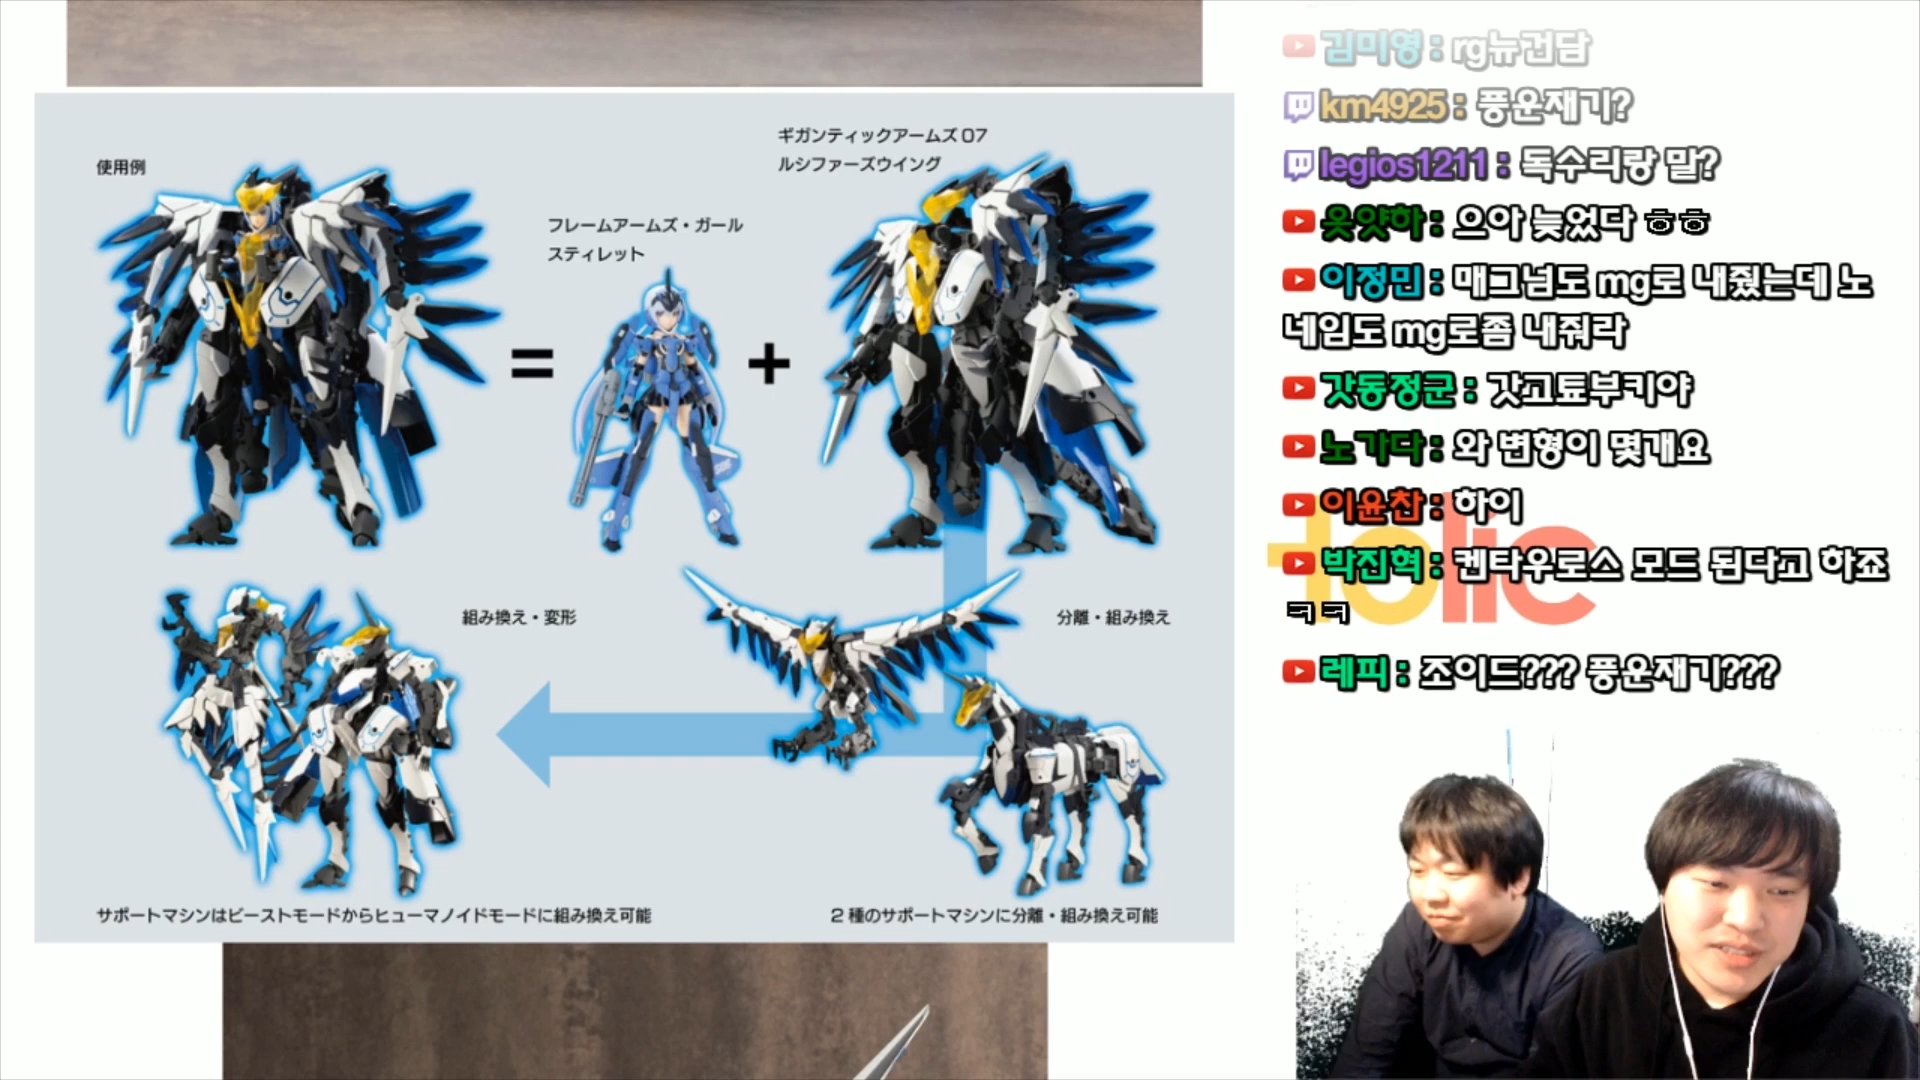 使用例
ギガンティックアームズ 07
ルシファーズウイング
フレームアームズ・ガール
スティレット
=
+
組み換え・変形
分離・組み換え
サポートマシンはビーストモードからヒューマノイドモードに組み換え可能
2 種のサポートマシンに分離・組み換え可能
김미영 : rg뉴건담
km4925 : 풍운재기?
legios1211 : 독수리랑 말?
옷얏하 : 으아 늦었다 ㅎㅎ
이정민 : 매그넘도 mg로 내줬는데 노
네임도 mg로좀 내줘라
갓동정군 : 갓고툐부키야
노가다 : 와 변형이 몇개요
이윤찬 : 하이
박진혁 : 켄타우로스 모드 된다고 하죠
ㅋㅋ
레피 : 조이드??? 풍운재기???